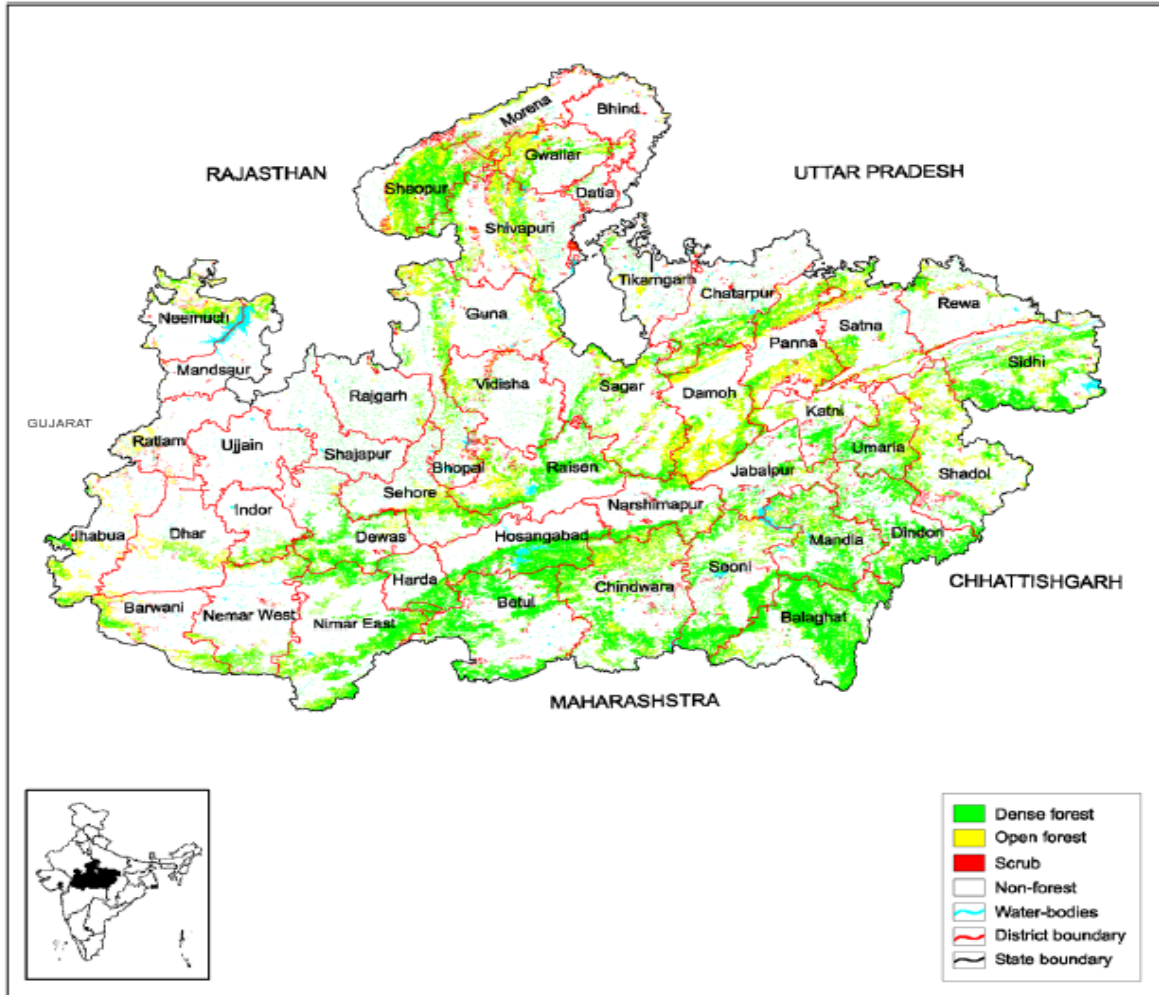 Morena
Bhind
RAJASTHAN
Gwaliar
UTTAR PRADESH
Sheopur
Datia
Shivapuri
Tikamgarh
Chatarpur
Rewa
Neemuch
Guna
Satna
Panna
Sidhi
Mandsaur
Vidisha
Sagar
Rajgarh
Damoh
Katni
GUJARAT
Ratlam
Ujjain
Umaria
Shajapur
Bhopal
Raisen
Jabalpur
Shadol
Sehore
Indor
Narshimapur
Jhabua
Dhar
Dewas
Hosangabad
Mandla
Dindori
Harda
Seoni
CHHATTISHGARH
Chindwara
Barwani
Nemar West
Betul
Balaghat
Nimar East
MAHARASHSTRA
Dense forest
Open forest
Scrub
Non-forest
Water-bodies
District boundary
State boundary